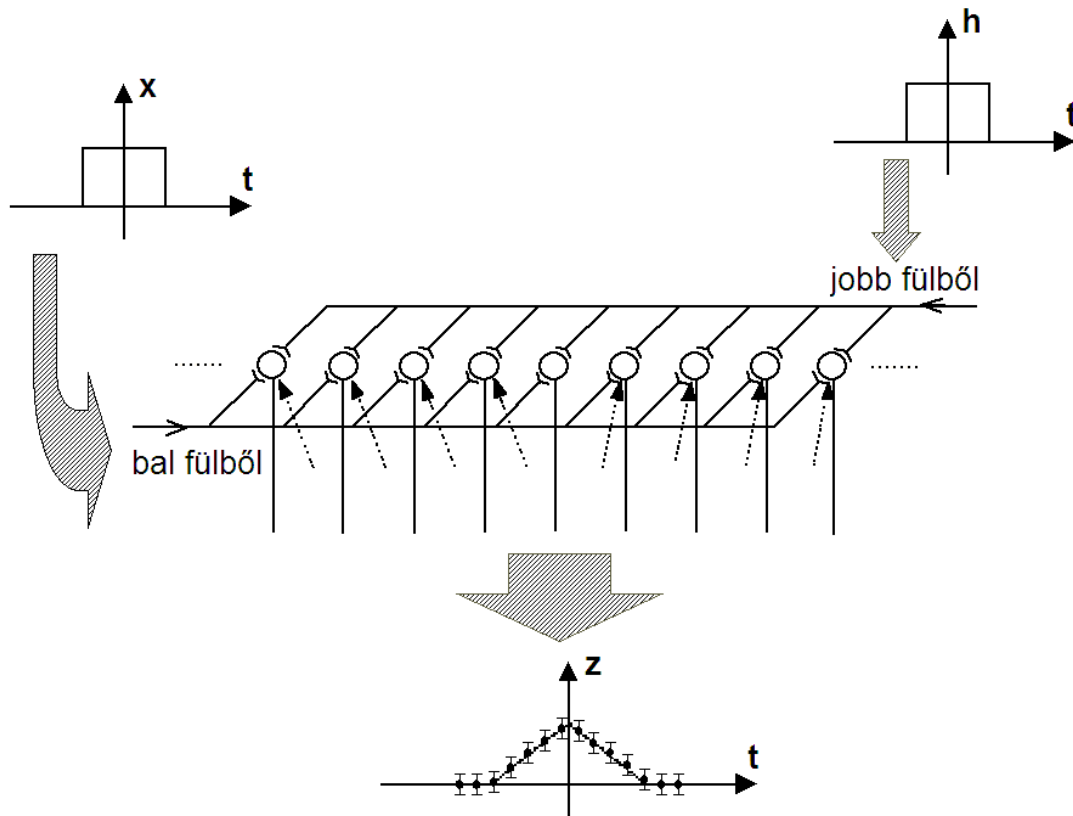 h
x
t
t
jobb fülből
........
........
bal fülből
z
t